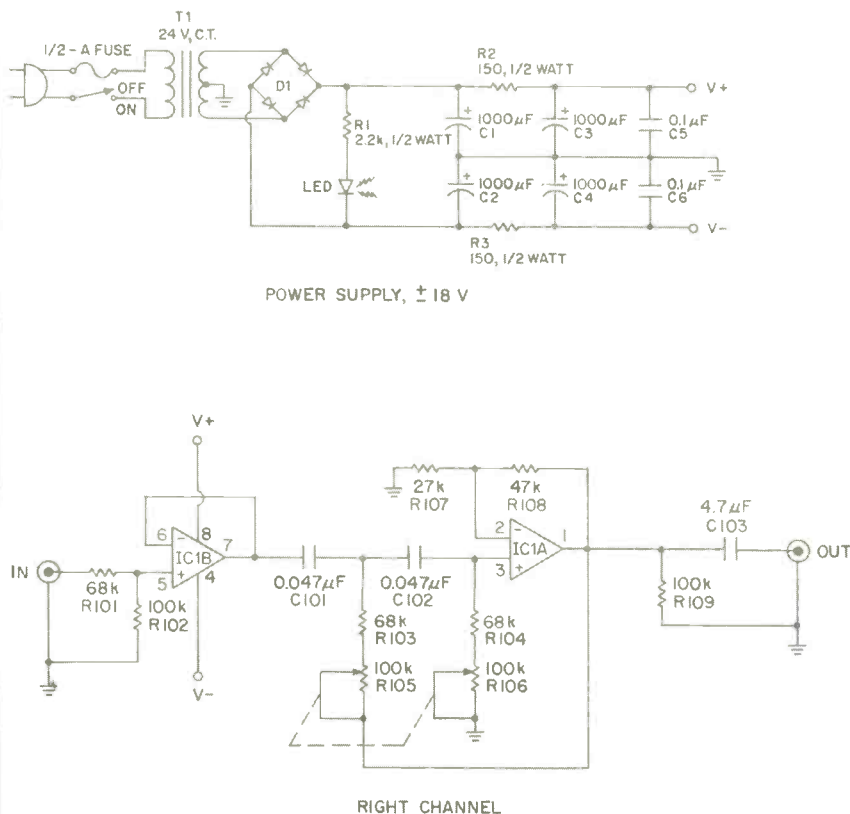 T1
24 V, C.T.
1/2-A FUSE
OFF
ON
D1
R1
2.2k, 1/2 WATT
LED
R2
150, 1/2 WATT
V+
+
1000µF
C1
+
1000µF
C3
0.1µF
C5
+
1000µF
C2
+
1000µF
C4
0.1µF
C6
V-
R3
150, 1/2 WATT
POWER SUPPLY, ± 18 V
V+
6
-
8
7
IC1B
5
+
4
IN
68k
R101
100k
R102
V-
0.047µF
C101
0.047µF
C102
27k
R107
47k
R108
2
-
1
IC1A
3
+
68k
R103
68k
R104
100k
R105
100k
R106
4.7µF
C103
OUT
100k
R109
RIGHT CHANNEL